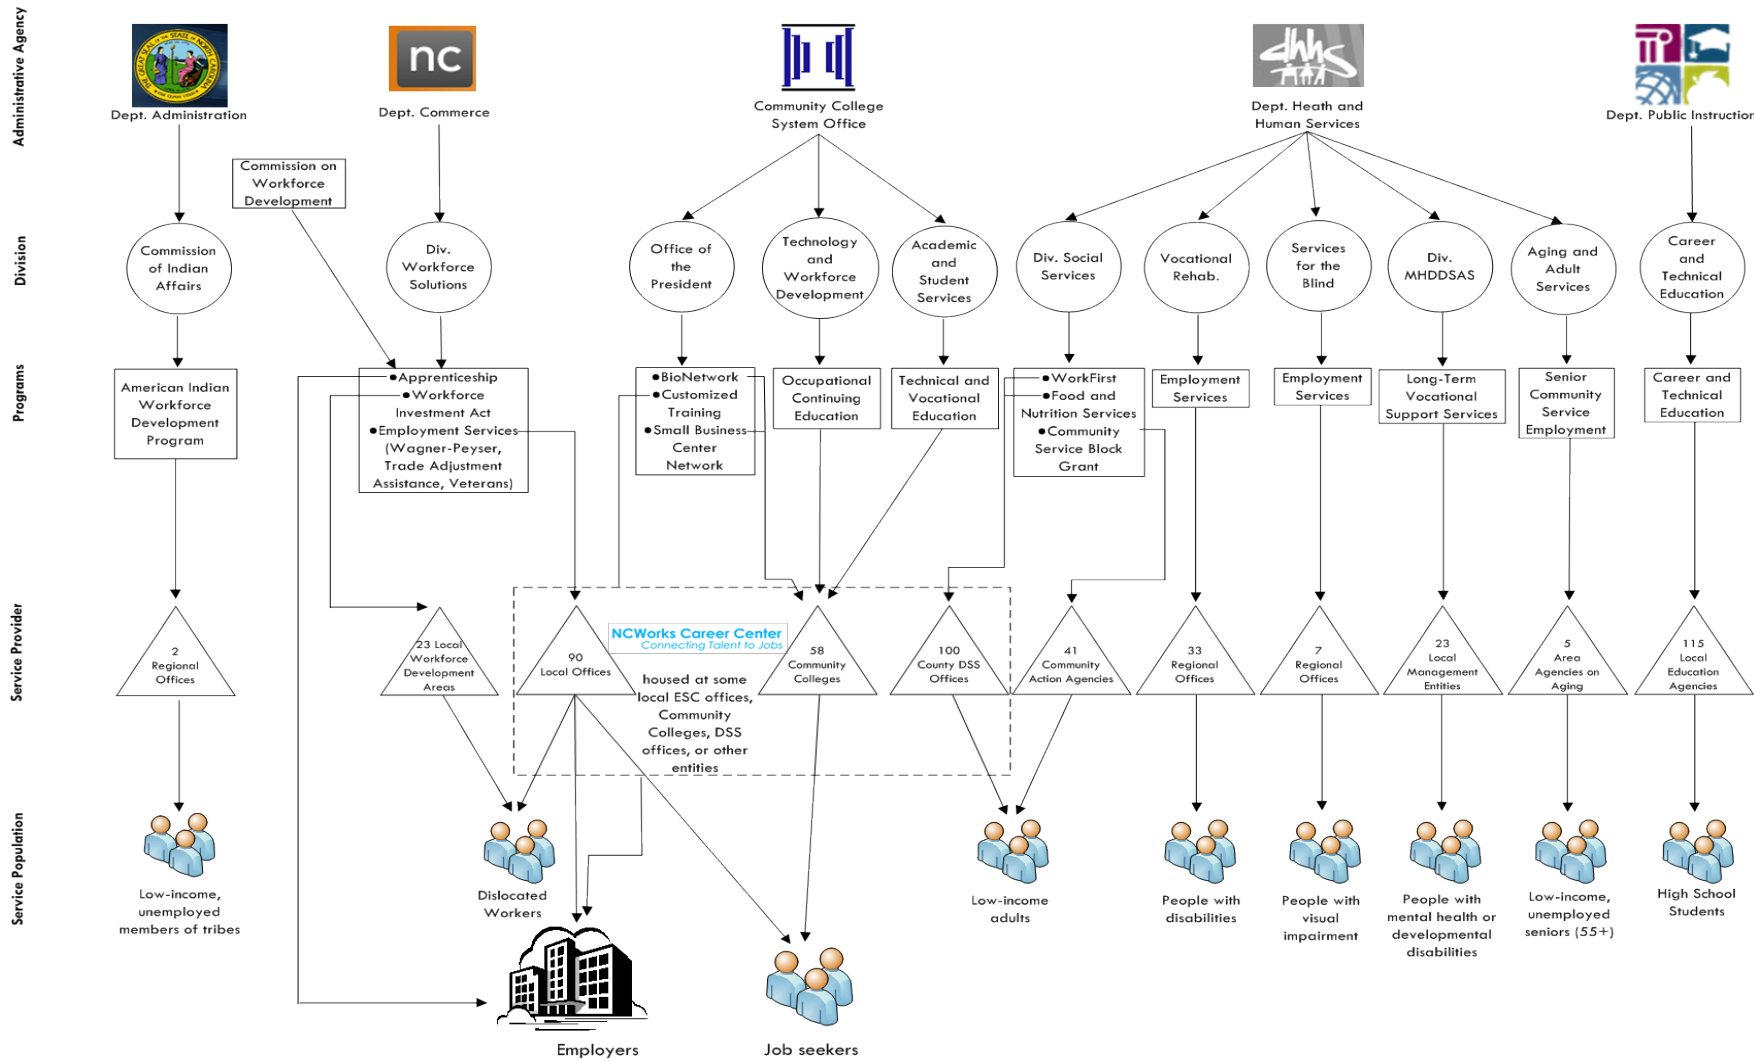 Administrative Agency
nc
dhhs
Dept. Administration
Dept. Commerce
Community College
System Office
Dept. Heath and
Human Services
Dept. Public Instruction
Commission on
Workforce
Development
Division
Commission
of Indian
Affairs
Div.
Workforce
Solutions
Office of
the
President
Technology
and
Workforce
Development
Academic
and
Student
Services
Div. Social
Services
Vocational
Rehab.
Services
for the
Blind
Div.
MHDDSAS
Aging and
Adult
Services
Career
and
Technical
Education
Programs
American Indian
Workforce
Development
Program
•Apprenticeship
•Workforce
Investment Act
•Employment Services
(Wagner-Peyser,
Trade Adjustment
Assistance, Veterans)
•BioNetwork
•Customized
Training
•Small Business
Center
Network
Occupational
Continuing
Education
Technical and
Vocational
Education
•WorkFirst
•Food and
Nutrition Services
•Community
Service Block
Grant
Employment
Services
Employment
Services
Long-Term
Vocational
Support Services
Senior
Community
Service
Employment
Career and
Technical
Education
Service Provider
2
Regional
Offices
23 Local
Workforce
Development
Areas
90
Local Offices
NCWorks Career Center
Connecting Talent to Jobs
housed at some
local ESC offices,
Community
Colleges, DSS
offices, or other
entities
58
Community
Colleges
100
County DSS
Offices
41
Community
Action Agencies
33
Regional
Offices
7
Regional
Offices
23
Local
Management
Entities
5
Area
Agencies on
Aging
115
Local
Education
Agencies
Service Population
Low-income,
unemployed
members of tribes
Dislocated
Workers
Low-income
adults
People with
disabilities
People with
visual
impairment
People with
mental health or
developmental
disabilities
Low-income,
unemployed
seniors (55+)
High School
Students
Employers
Job seekers